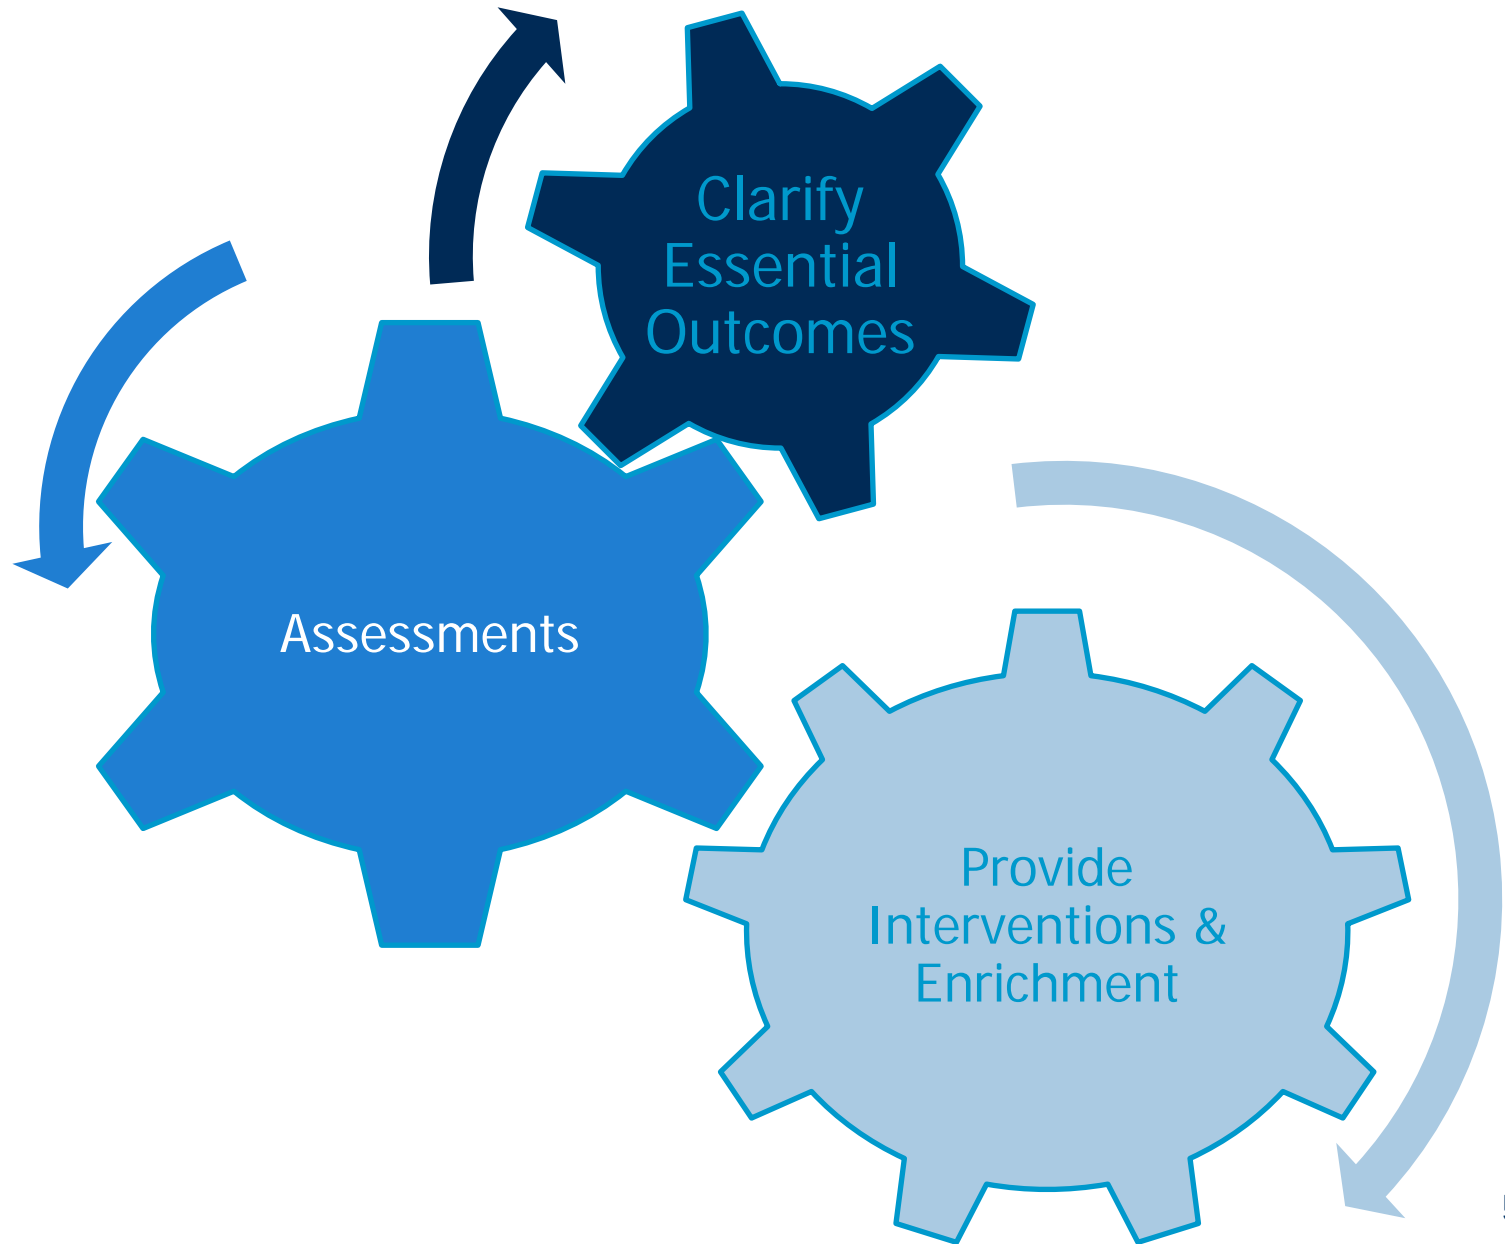 Clarify
Essential
Outcomes
Assessments
Provide
Interventions &
Enrichment